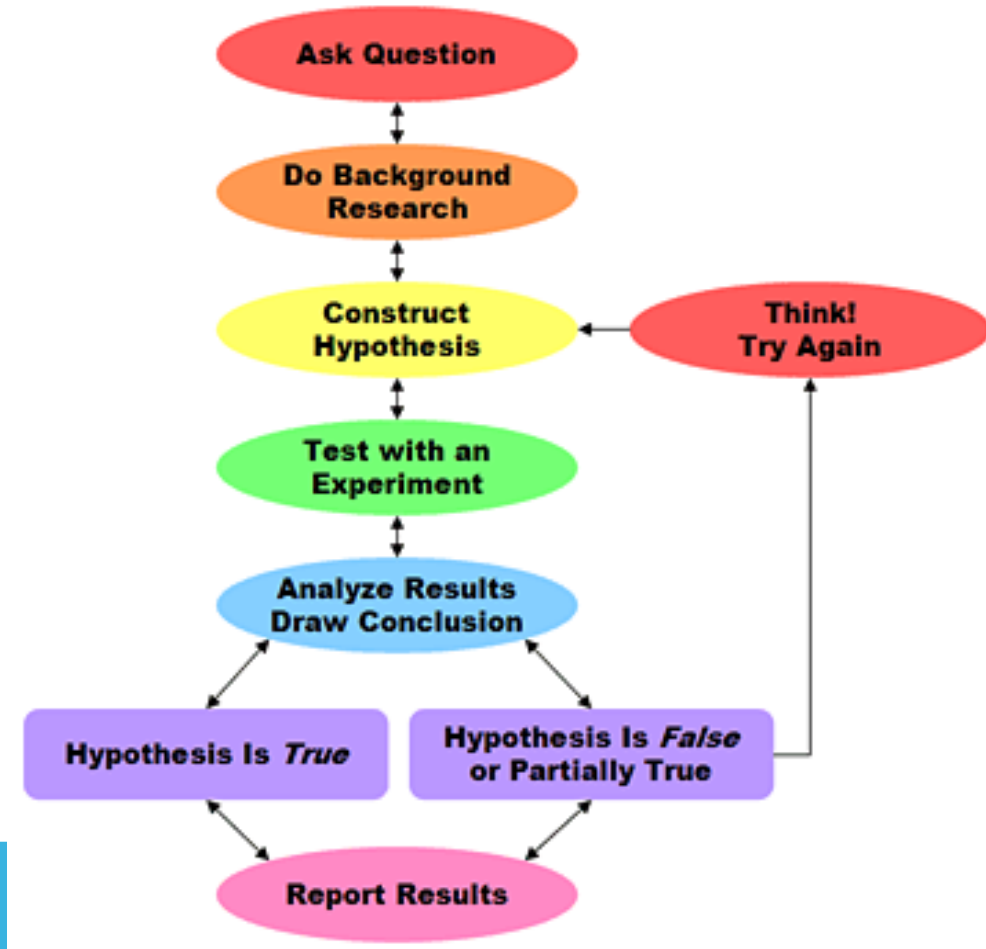 Ask Question
Do Background
Research
Construct
Hypothesis
Think!
Try Again
Test with an
Experiment
Analyze Results
Draw Conclusion
Hypothesis Is True
Hypothesis Is False
or Partially True
Report Results